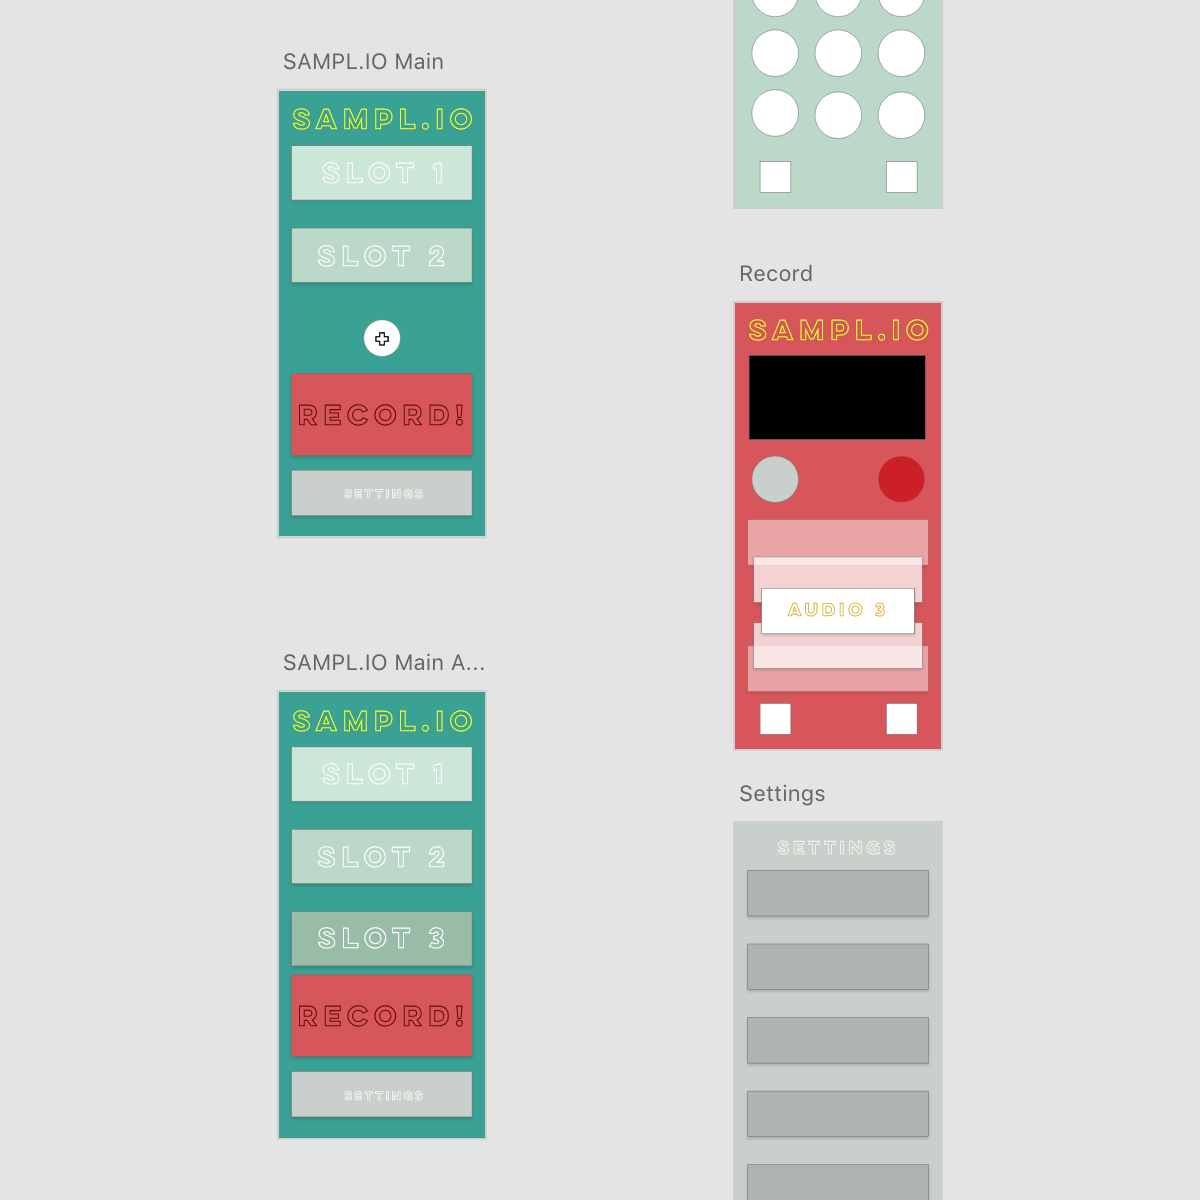 SAMPL.IO Main
SAMPL.IO
SLOT 1
SLOT 2
RECORD!
SETTINGS
SAMPL.IO Main A...
SAMPL.IO
SLOT 1
SLOT 2
SLOT 3
RECORD!
SETTINGS
Record
SAMPL.IO
AUDIO 3
Settings
SETTINGS